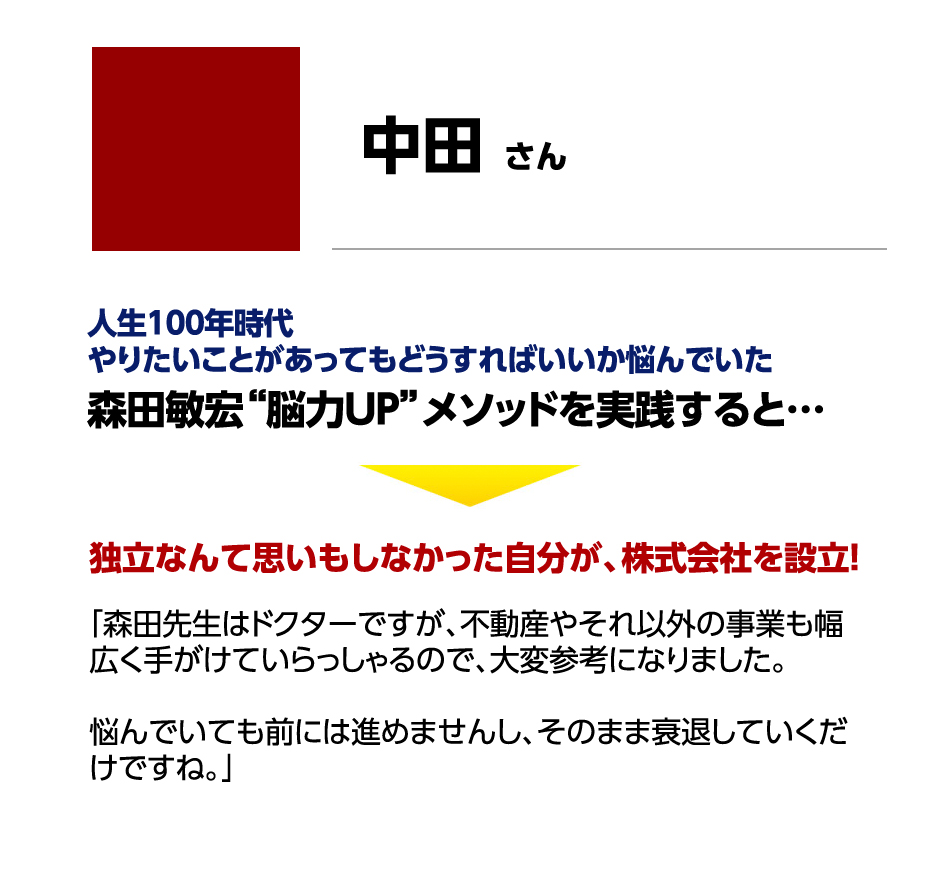 中田 さん
人生100年時代
やりたいことがあってもどうすればいいか悩んでいた
森田敏宏“脳力UP”メソッドを実践すると…
独立なんて思いもしなかった自分が、株式会社を設立!
「森田先生はドクターですが、不動産やそれ以外の事業も幅
広く手がけていらっしゃるので、大変参考になりました。
悩んでいても前には進めませんし、そのまま衰退していくだ
けですね。」